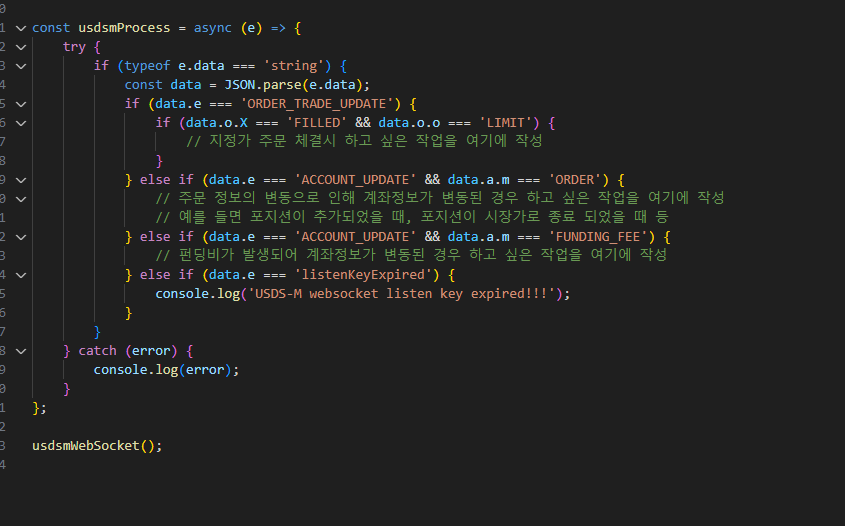 0
1 const usdsmProcess = async (e) => {
2 try {
3 if (typeof e.data === 'string') {
4 const data = JSON.parse(e.data);
5 if (data.e === 'ORDER_TRADE_UPDATE') {
6 if (data.o.X === 'FILLED' && data.o.o === 'LIMIT') {
7 // 지정가 주문 체결시 하고 싶은 작업을 여기에 작성
8 }
9 } else if (data.e === 'ACCOUNT_UPDATE' && data.a.m === 'ORDER') {
0 // 주문 정보의 변동으로 인해 계좌정보가 변동된 경우 하고 싶은 작업을 여기에 작성
1 // 예를 들면 포지션이 추가되었을 때, 포지션이 시장가로 종료 되었을 때 등
2 } else if (data.e === 'ACCOUNT_UPDATE' && data.a.m === 'FUNDING_FEE') {
3 // 펀딩비가 발생되어 계좌정보가 변동된 경우 하고 싶은 작업을 여기에 작성
4 } else if (data.e === 'listenKeyExpired') {
5 console.log('USDS-M websocket listen key expired!!!');
6 }
7 }
8 } catch (error) {
9 console.log(error);
0 }
1 };
2
3 usdsmWebSocket();
4